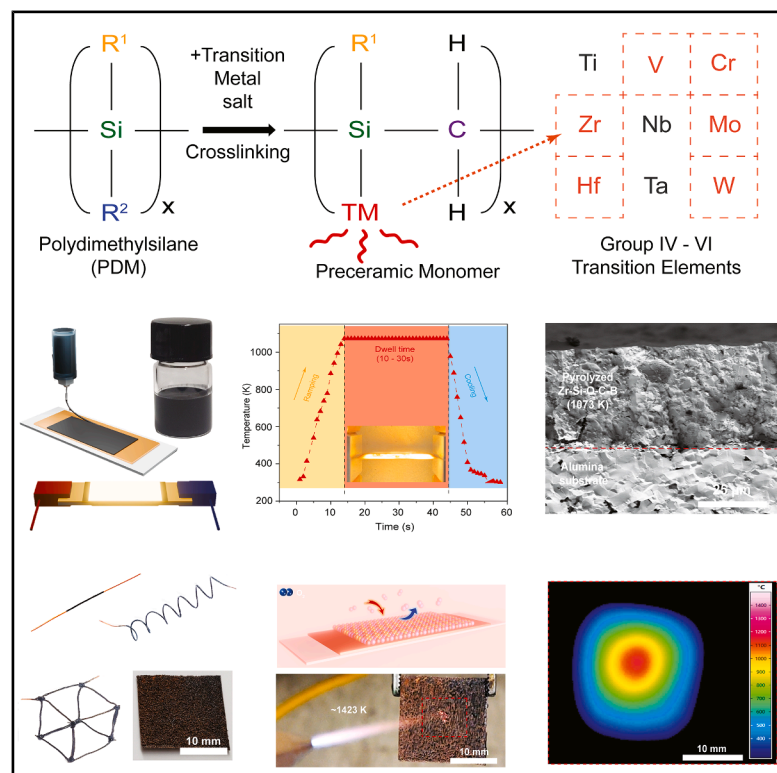 R¹
Si
R²
x
Polydimethylsilane
(PDM)
+Transition
Metal
salt
Crosslinking
R¹
H
Si
C
TM
H
x
Preceramic Monomer
Ti
V
Cr
Zr
Nb
Mo
Hf
Ta
W
Group IV - VI
Transition Elements
Temperature (K)
1000
800
600
400
200
0
10
20
30
40
50
60
Time (s)
Ramping
Dwell time
(10 - 30s)
Cooling
Pyrolyzed
Zr-Si-O-C-B
(1073 K)
Alumina
substrate
25 μm
10 mm
~1423 K
10 mm
°C
1400
1300
1200
1100
1000
900
800
700
600
500
400
10 mm